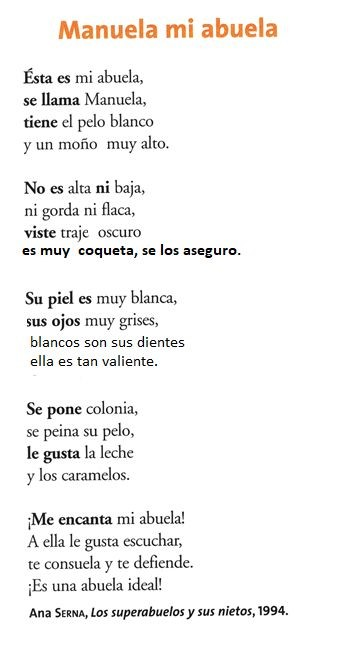 Manuela mi abuela
Ésta es mi abuela,
se llama Manuela,
tiene el pelo blanco
y un moño muy alto.
No es alta ni baja,
ni gorda ni flaca,
viste traje oscuro
es muy coqueta, se los aseguro.
Su piel es muy blanca,
sus ojos muy grises,
blancos son sus dientes
ella es tan valiente.
Se pone colonia,
se peina su pelo,
le gusta la leche
y los caramelos.
¡Me encanta mi abuela!
A ella le gusta escuchar,
te consuela y te defiende.
¡Es una abuela ideal!
Ana SERNA, Los superabuelos y sus nietos, 1994.